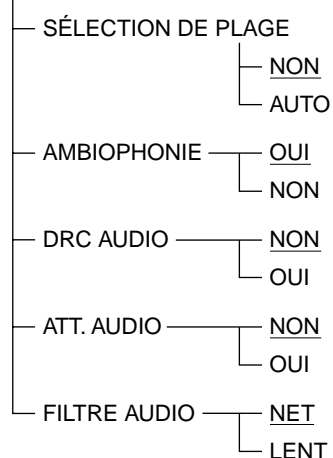 SÉLECTION DE PLAGE
NON
AUTO
AMBIOPHONIE OUI
NON
DRC AUDIO NON
OUI
ATT. AUDIO NON
OUI
FILTRE AUDIO NET
LENT